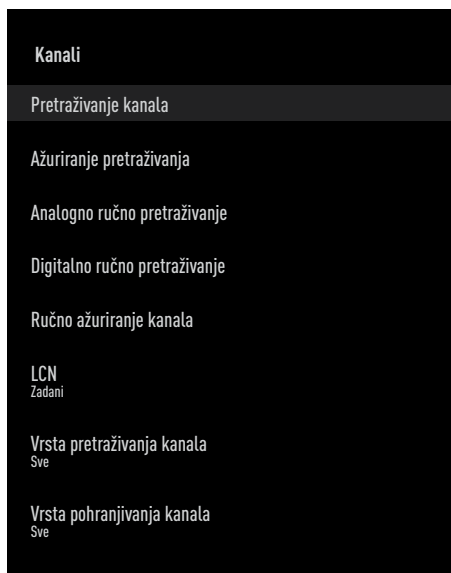 Kanali
Pretraživanje kanala
Ažuriranje pretraživanja
Analogno ručno pretraživanje
Digitalno ručno pretraživanje
Ručno ažuriranje kanala
LCN
Zadani
Vrsta pretraživanja kanala
Sve
Vrsta pohranjivanja kanala
Sve